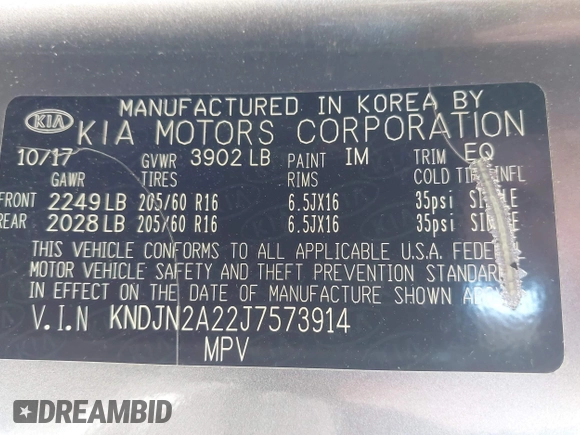 MANUFACTURED IN KOREA BY
KIA KIA MOTORS CORPORATION
10/17 GVWR 3902 LB PAINT IM TRIM EQ
GAWR TIRES RIMS COLD INFL
FRONT 2249 LB 205/60 R16 6.5JX16 35psi
REAR 2028 LB 205/60 R16 6.5JX16 35psi
THIS VEHICLE CONFORMS TO ALL APPLICABLE U.S.A.
MOTOR VEHICLE SAFETY AND THEFT PREVENTION
IN EFFECT ON THE DATE OF MANUFACTURE SHOWN
V.I.N KNDJN2A22J7573914
MPV
DREAMBID